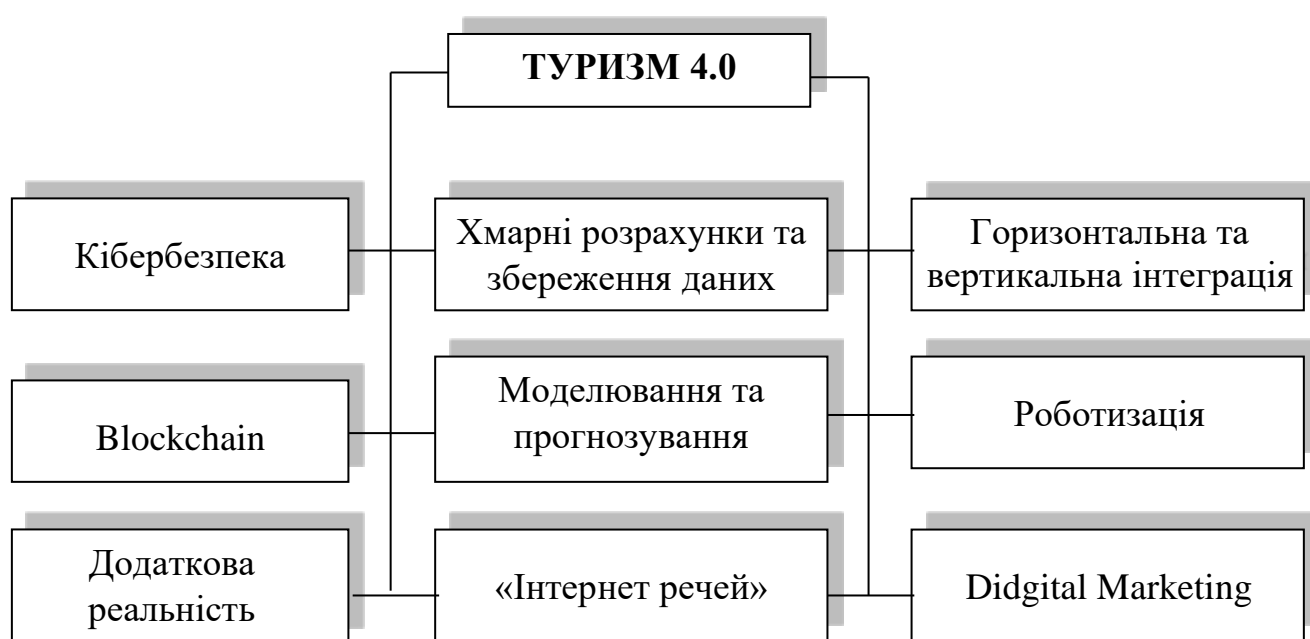 ТУРИЗМ 4.0
Кібербезпека
Хмарні розрахунки та
збереження даних
Горизонтальна та
вертикальна інтеграція
Blockchain
Моделювання та
прогнозування
Роботизація
Додаткова
реальність
«Інтернет речей»
Didgital Marketing